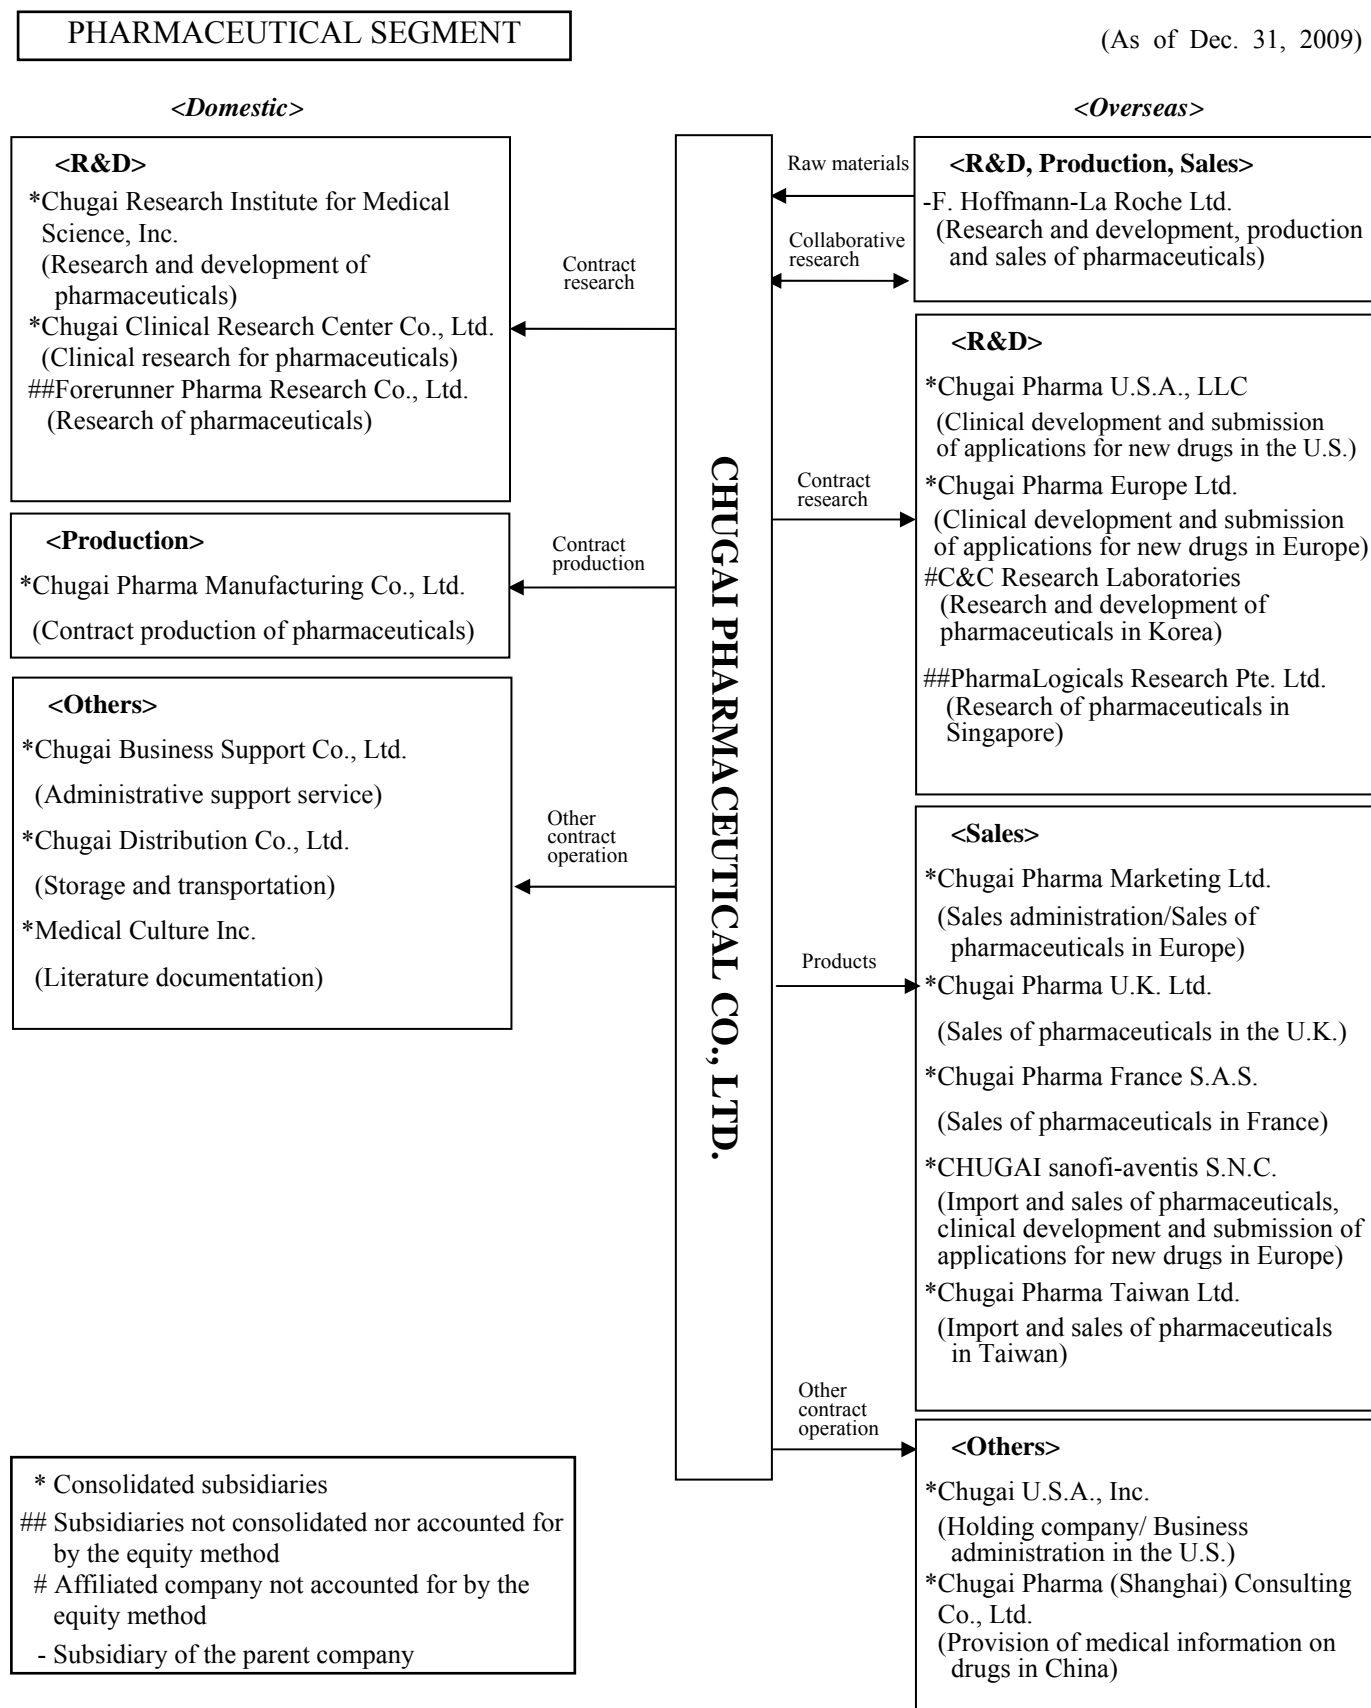 PHARMACEUTICAL SEGMENT
(As of Dec. 31, 2009)
<Domestic>
<R&D>
*Chugai Research Institute for Medical
Science, Inc.
(Research and development of
pharmaceuticals)
*Chugai Clinical Research Center Co., Ltd.
(Clinical research for pharmaceuticals)
##Forerunner Pharma Research Co., Ltd.
(Research of pharmaceuticals)
Contract
research
<Production>
*Chugai Pharma Manufacturing Co., Ltd.
(Contract production of pharmaceuticals)
Contract
production
<Others>
*Chugai Business Support Co., Ltd.
(Administrative support service)
*Chugai Distribution Co., Ltd.
(Storage and transportation)
*Medical Culture Inc.
(Literature documentation)
Other
contract
operation
CHUGAI PHARMACEUTICAL CO., LTD.
<Overseas>
Raw materials
Collaborative
research
<R&D, Production, Sales>
-F. Hoffmann-La Roche Ltd.
(Research and development, production
and sales of pharmaceuticals)
Contract
research
<R&D>
*Chugai Pharma U.S.A., LLC
(Clinical development and submission
of applications for new drugs in the U.S.)
*Chugai Pharma Europe Ltd.
(Clinical development and submission
of applications for new drugs in Europe)
#C&C Research Laboratories
(Research and development of
pharmaceuticals in Korea)
##PharmaLogicals Research Pte. Ltd.
(Research of pharmaceuticals in
Singapore)
Products
<Sales>
*Chugai Pharma Marketing Ltd.
(Sales administration/Sales of
pharmaceuticals in Europe)
*Chugai Pharma U.K. Ltd.
(Sales of pharmaceuticals in the U.K.)
*Chugai Pharma France S.A.S.
(Sales of pharmaceuticals in France)
*CHUGAI sanofi-aventis S.N.C.
(Import and sales of pharmaceuticals,
clinical development and submission of
applications for new drugs in Europe)
*Chugai Pharma Taiwan Ltd.
(Import and sales of pharmaceuticals
in Taiwan)
Other
contract
operation
<Others>
*Chugai U.S.A., Inc.
(Holding company/ Business
administration in the U.S.)
*Chugai Pharma (Shanghai) Consulting
Co., Ltd.
(Provision of medical information on
drugs in China)
* Consolidated subsidiaries
## Subsidiaries not consolidated nor accounted for
by the equity method
# Affiliated company not accounted for by the
equity method
- Subsidiary of the parent company